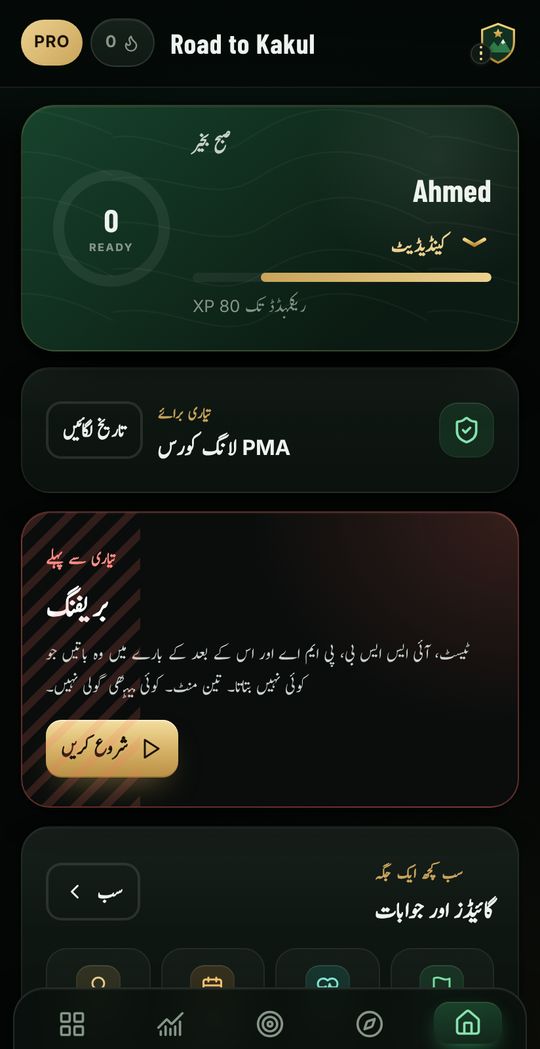 PRO
0
Road to Kakul
صبح بخیر
Ahmed
0
READY
کینڈیڈیٹ
ریکمنڈڈ تک 80 XP
تیاری برائے
PMA لانگ کورس
تاریخ لگائیں
تیاری سے پہلے
بریفنگ
ٹیسٹ، آئی ایس ایس بی، پی ایم اے اور اس کے بعد کے بارے میں وہ باتیں جو
کوئی نہیں بتاتا۔ تین منٹ۔ کوئی میٹھی گولی نہیں۔
شروع کریں
سب کچھ ایک جگہ
گائیڈز اور جوابات
سب